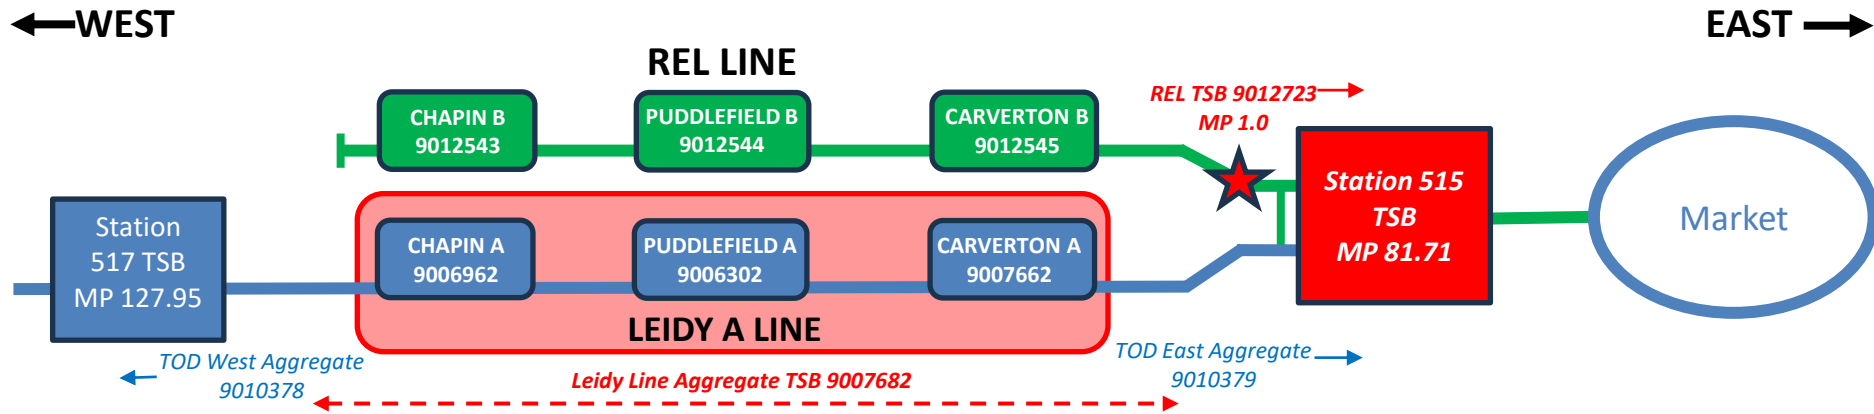 WEST
EAST
REL LINE
REL TSB 9012723
MP 1.0
CHAPIN B
9012543
PUDDLEFIELD B
9012544
CARVERTON B
9012545
Station 515
TSB
MP 81.71
Station
517 TSB
MP 127.95
CHAPIN A
9006962
PUDDLEFIELD A
9006302
CARVERTON A
9007662
Market
LEIDY A LINE
TOD West Aggregate
9010378
Leidy Line Aggregate TSB 9007682
TOD East Aggregate
9010379